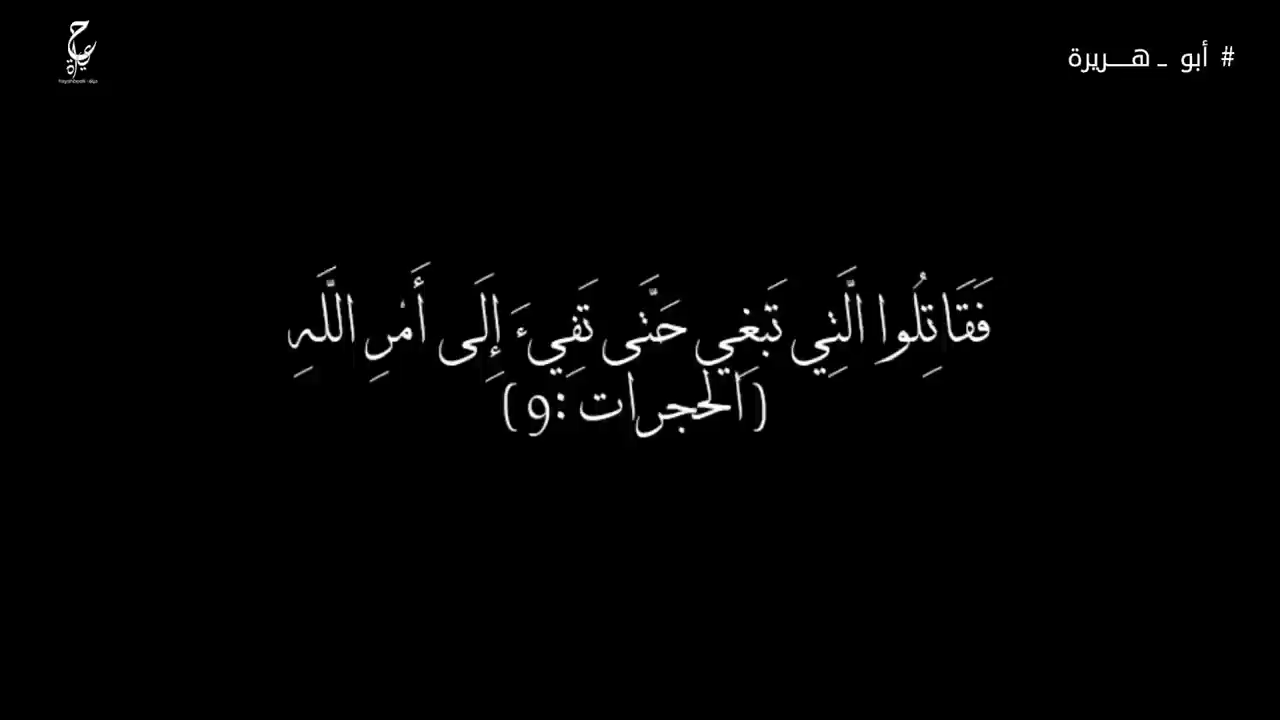 # أبو _ هـــريرة
فَقَاتِلُوا الَّتِي تَبْغِي حَتَّى تَفِيءَ إِلَى أَمْرِ اللَّهِ
(الحجرات :9)